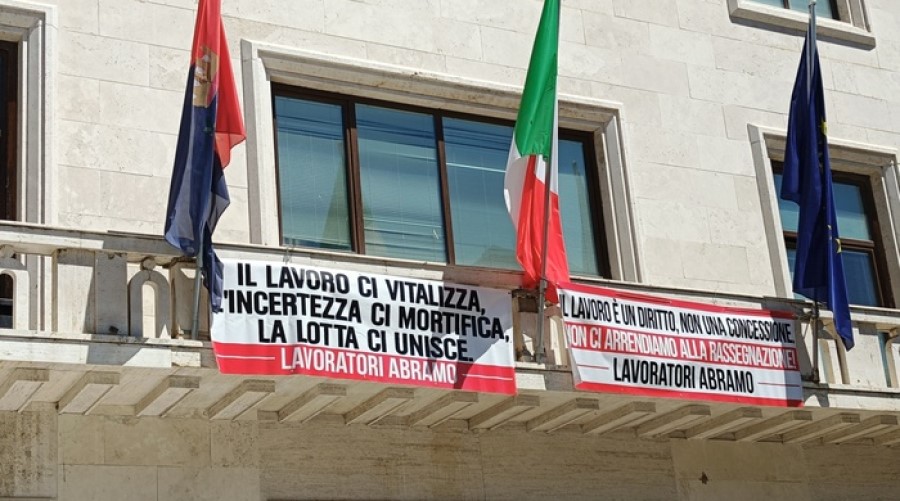 IL LAVORO CI VITALIZZA,
L'INCERTEZZA CI MORTIFICA,
LA LOTTA CI UNISCE.
LAVORATORI ABRAMO
IL LAVORO È UN DIRITTO, NON UNA CONCESSIONE.
NON CI ARRENDIAMO ALLA RASSEGNAZIONE!
LAVORATORI ABRAMO